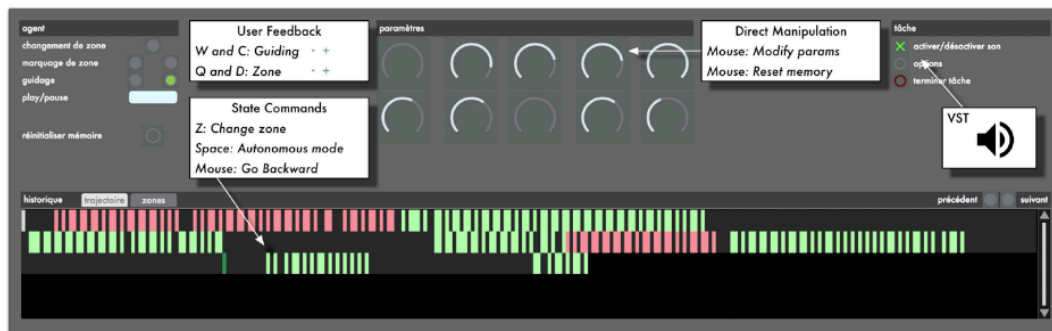 agent
changement de zone
marquage de zone
guidage
play/pause
réinitialiser mémoire
User Feedback
W and C: Guiding - +
Q and D: Zone - +
State Commands
Z: Change zone
Space: Autonomous mode
Mouse: Go Backward
paramètres
Direct Manipulation
Mouse: Modify params
Mouse: Reset memory
tâche
activer/désactiver son
options
terminer tâche
VST
historique trajectoire zones précédent suivant